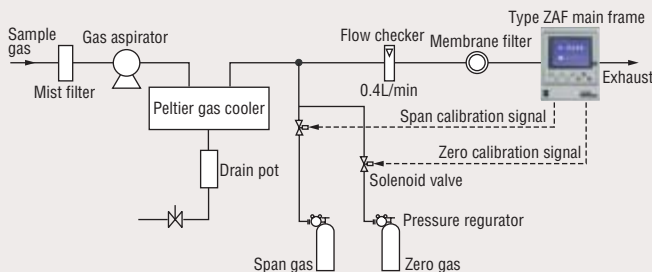 Type ZAF main frame
Sample gas
Gas aspirator
Flow checker
Membrane filter
Exhaust
Mist filter
0.4L/min
Peltier gas cooler
Span calibration signal
Zero calibration signal
Drain pot
Solenoid valve
Pressure regurator
Span gas
Zero gas